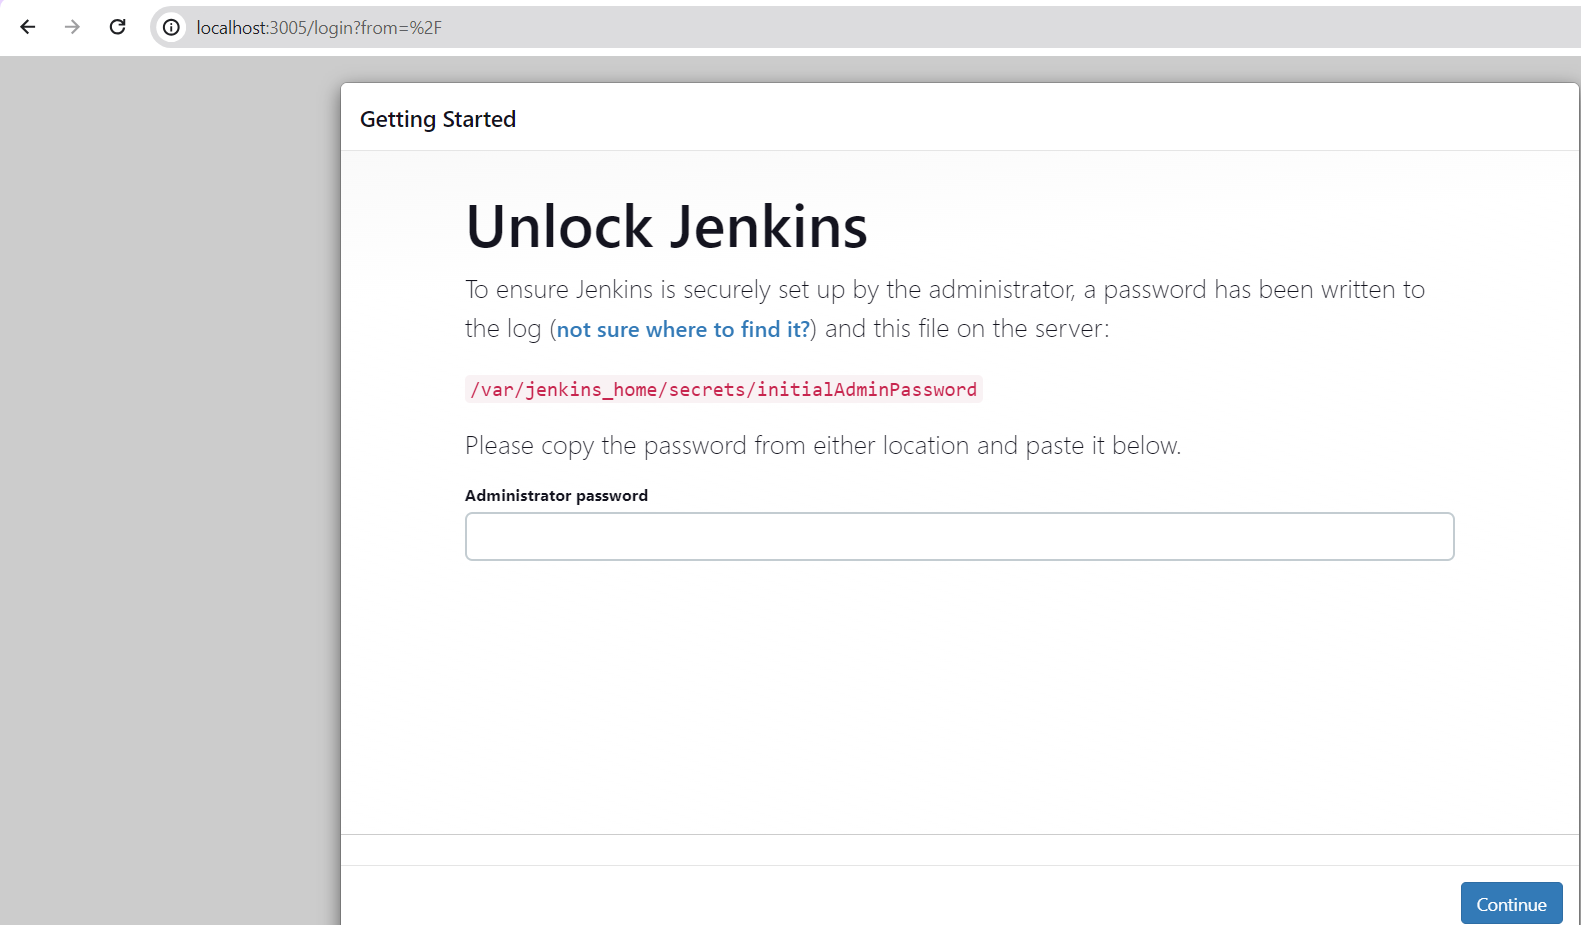 localhost:3005/login?from=%2F
Getting Started
Unlock Jenkins
To ensure Jenkins is securely set up by the administrator, a password has been written to
the log (not sure where to find it?) and this file on the server:
/var/jenkins_home/secrets/initialAdminPassword
Please copy the password from either location and paste it below.
Administrator password
Continue